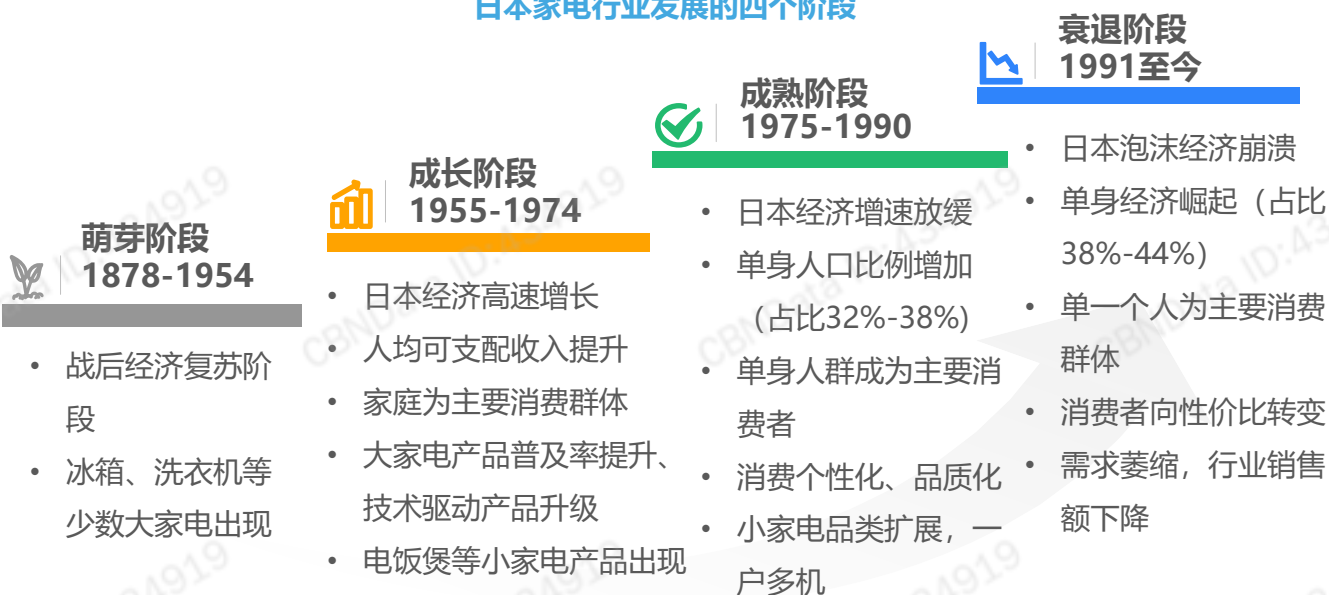 日本家电行业发展的四个阶段
萌芽阶段
1878-1954
• 战后经济复苏阶
段
• 冰箱、洗衣机等
少数大家电出现
成长阶段
1955-1974
• 日本经济高速增长
• 人均可支配收入提升
• 家庭为主要消费群体
• 大家电产品普及率提升、
技术驱动产品升级
• 电饭煲等小家电产品出现
成熟阶段
1975-1990
• 日本经济增速放缓
• 单身人口比例增加
（占比32%-38%)
• 单身人群成为主要消
费者
• 消费个性化、品质化
• 小家电品类扩展，一
户多机
衰退阶段
1991至今
• 日本泡沫经济崩溃
• 单身经济崛起（占比
38%-44%）
• 单一个人为主要消费
群体
• 消费者向性价比转变
• 需求萎缩，行业销售
额下降
CBNData ID:434919